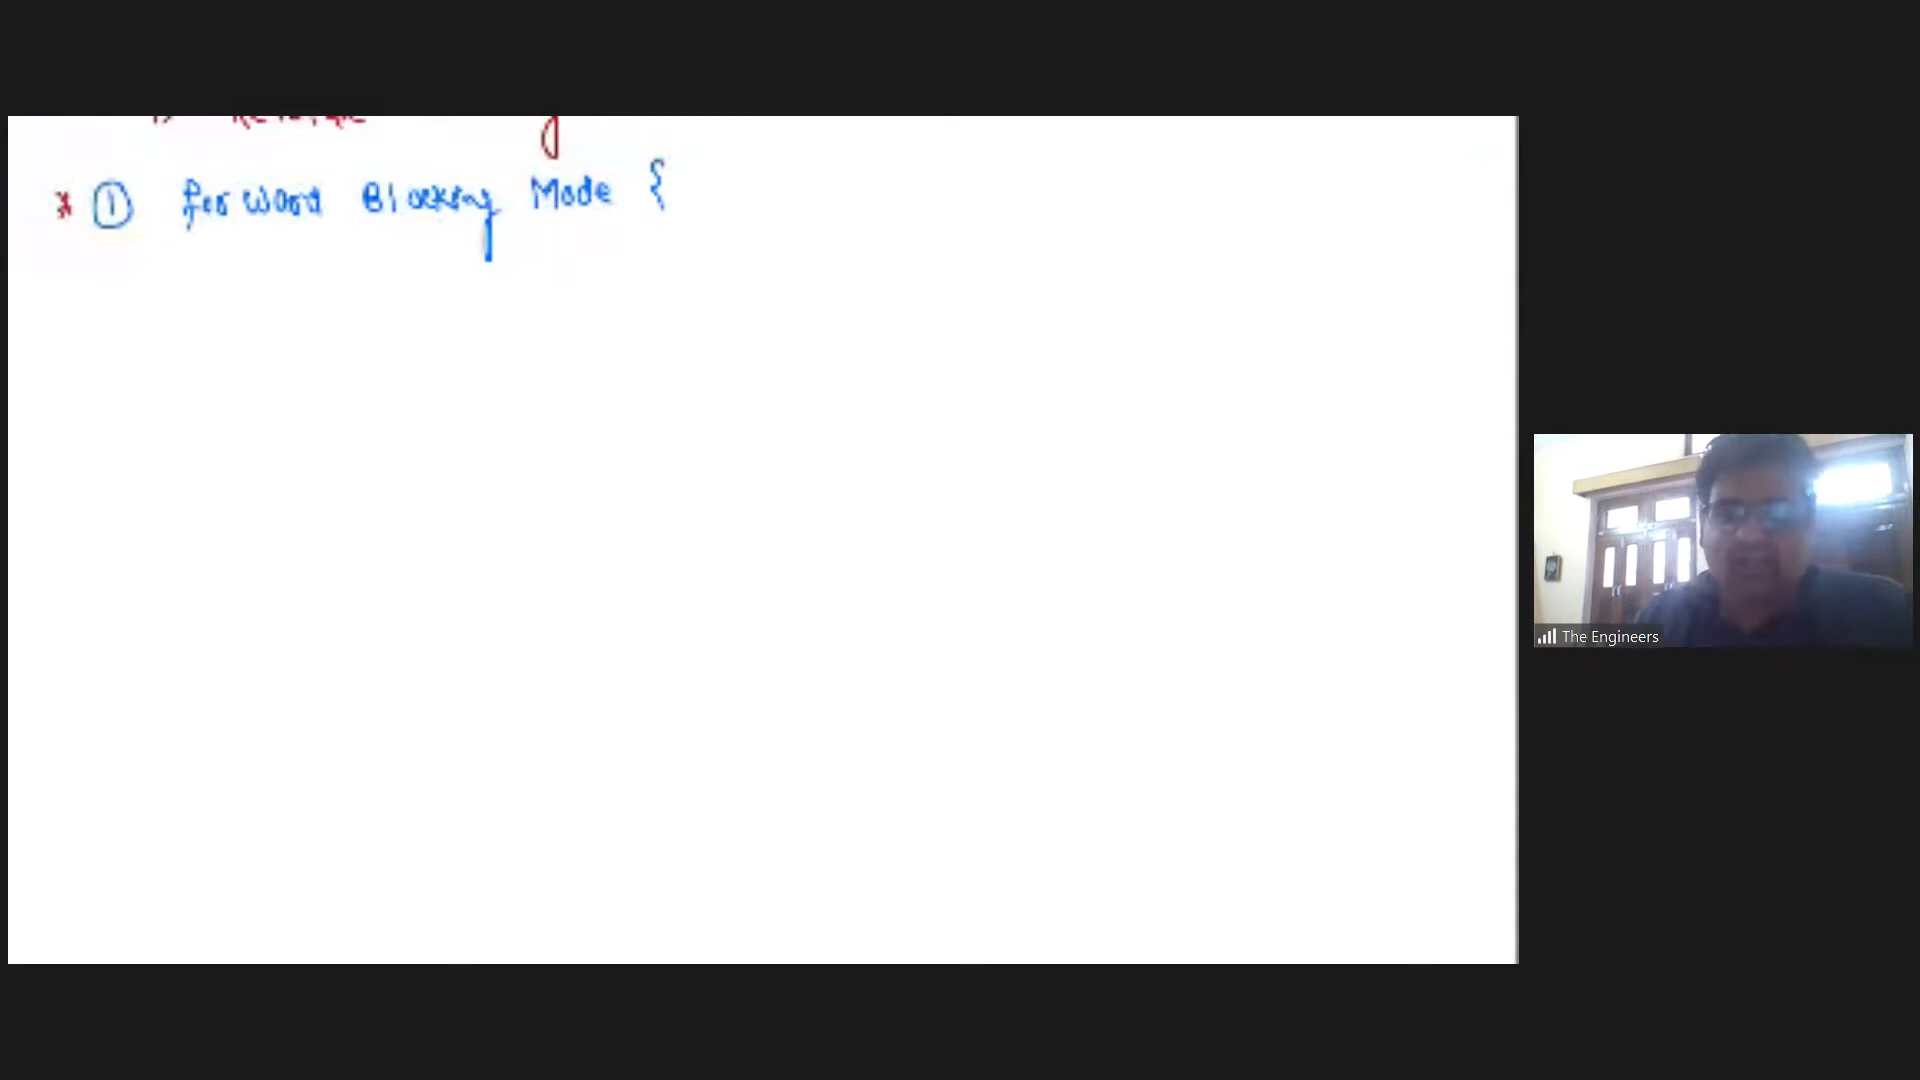 * ① forward Blocking Mode {
The Engineers